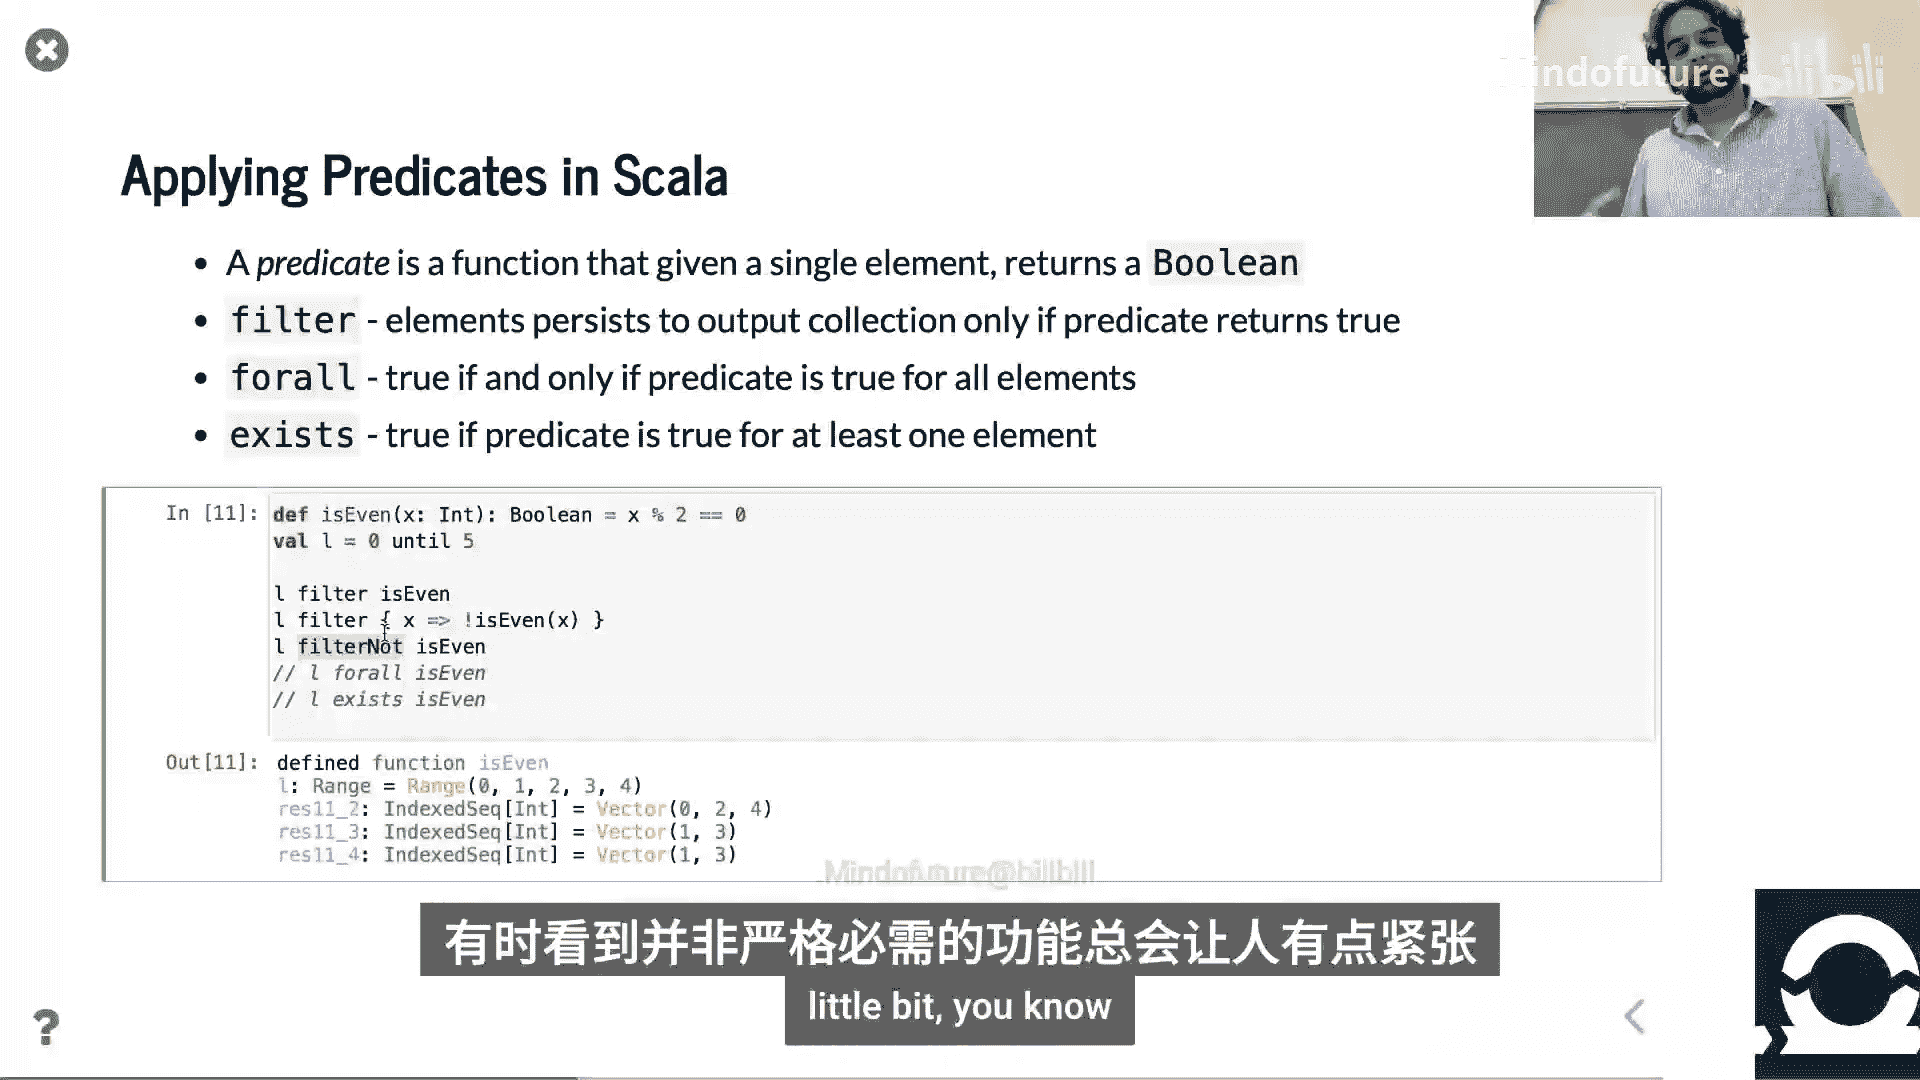 Mindofuture bilibili
Applying Predicates in Scala
• A predicate is a function that given a single element, returns a Boolean
• filter - elements persists to output collection only if predicate returns true
• forall - true if and only if predicate is true for all elements
• exists - true if predicate is true for at least one element
In [11]: def isEven(x: Int): Boolean = x % 2 == 0
val l = 0 until 5
l filter isEven
l filter { x => !isEven(x) }
l filterNot isEven
// l forall isEven
// l exists isEven
Out[11]: defined function isEven
l: Range = Range(0, 1, 2, 3, 4)
res11_2: IndexedSeq[Int] = Vector(0, 2, 4)
res11_3: IndexedSeq[Int] = Vector(1, 3)
res11_4: IndexedSeq[Int] = Vector(1, 3)
Mindofuture@bilibili
有时看到并非严格必需的功能总会让人有点紧张
little bit, you know
?